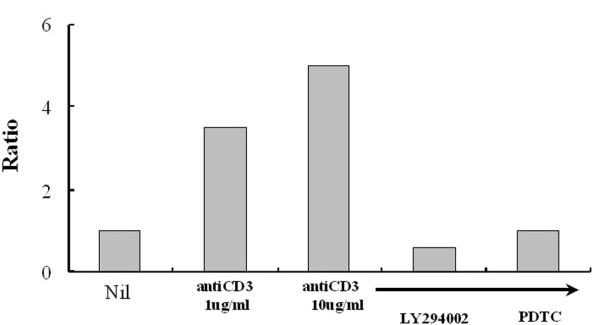 6
4
2
0
Ratio
Nil
antiCD3
1ug/ml
antiCD3
10ug/ml
LY294002
PDTC